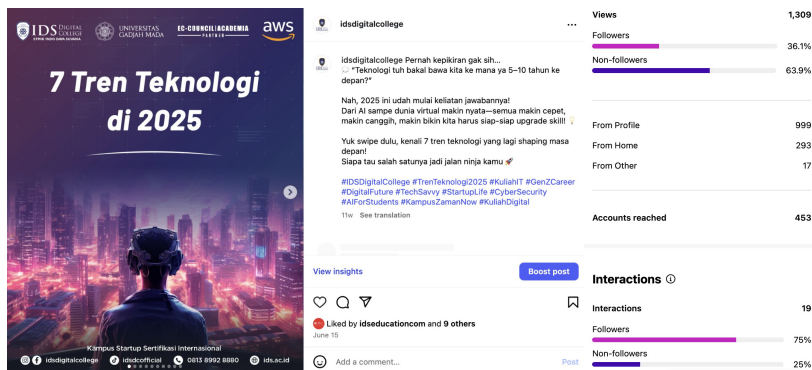 IDS DIGITAL COLLEGE
STMIK INDO DAYA SUVANA
UNIVERSITAS
GADJAH MADA
EC-COUNCIL ACADEMIA
PARTNER
aws
7 Tren Teknologi
di 2025
Kampus Startup Sertifikasi Internasional
idsdigitalcollege
idsdcofficial
0813 8992 8880
ids.ac.id
idsdigitalcollege
...
idsdigitalcollege Pernah kepikiran gak sih...
💬 "Teknologi tuh bakal bawa kita ke mana ya 5–10 tahun ke
depan?"
Nah, 2025 ini udah mulai keliatan jawabannya!
Dari AI sampe dunia virtual makin nyata—semua makin cepet,
makin canggih, makin bikin kita harus siap-siap upgrade skill! 💡
Yuk swipe dulu, kenali 7 tren teknologi yang lagi shaping masa
depan!
Siapa tau salah satunya jadi jalan ninja kamu 🚀
#IDSDigitalCollege #TrenTeknologi2025 #KuliahIT #GenZCareer
#DigitalFuture #TechSavvy #StartupLife #CyberSecurity
#AIForStudents #KampusZamanNow #KuliahDigital
11w See translation
View insights
Boost post
Liked by idseducationcom and 9 others
June 15
Add a comment...
Post
Views 1,309
Followers
36.1%
Non-followers
63.9%
From Profile 999
From Home 293
From Other 17
Accounts reached 453
Interactions
Interactions 19
Followers
75%
Non-followers
25%